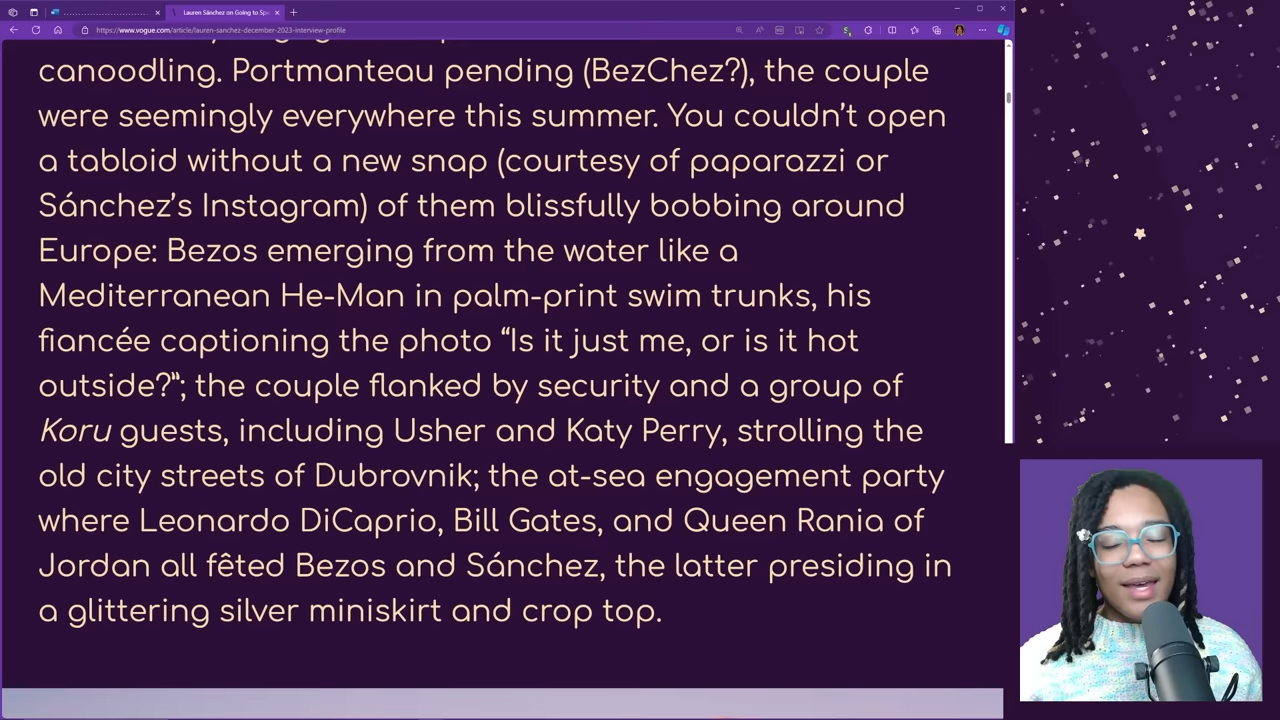 Lauren Sánchez on Going to Sp
https://www.vogue.com/article/lauren-sanchez-december-2023-interview-profile
canoodling. Portmanteau pending (BezChez?), the couple
were seemingly everywhere this summer. You couldn’t open
a tabloid without a new snap (courtesy of paparazzi or
Sánchez’s Instagram) of them blissfully bobbing around
Europe: Bezos emerging from the water like a
Mediterranean He-Man in palm-print swim trunks, his
fiancée captioning the photo “Is it just me, or is it hot
outside?”; the couple flanked by security and a group of
Koru guests, including Usher and Katy Perry, strolling the
old city streets of Dubrovnik; the at-sea engagement party
where Leonardo DiCaprio, Bill Gates, and Queen Rania of
Jordan all fêted Bezos and Sánchez, the latter presiding in
a glittering silver miniskirt and crop top.